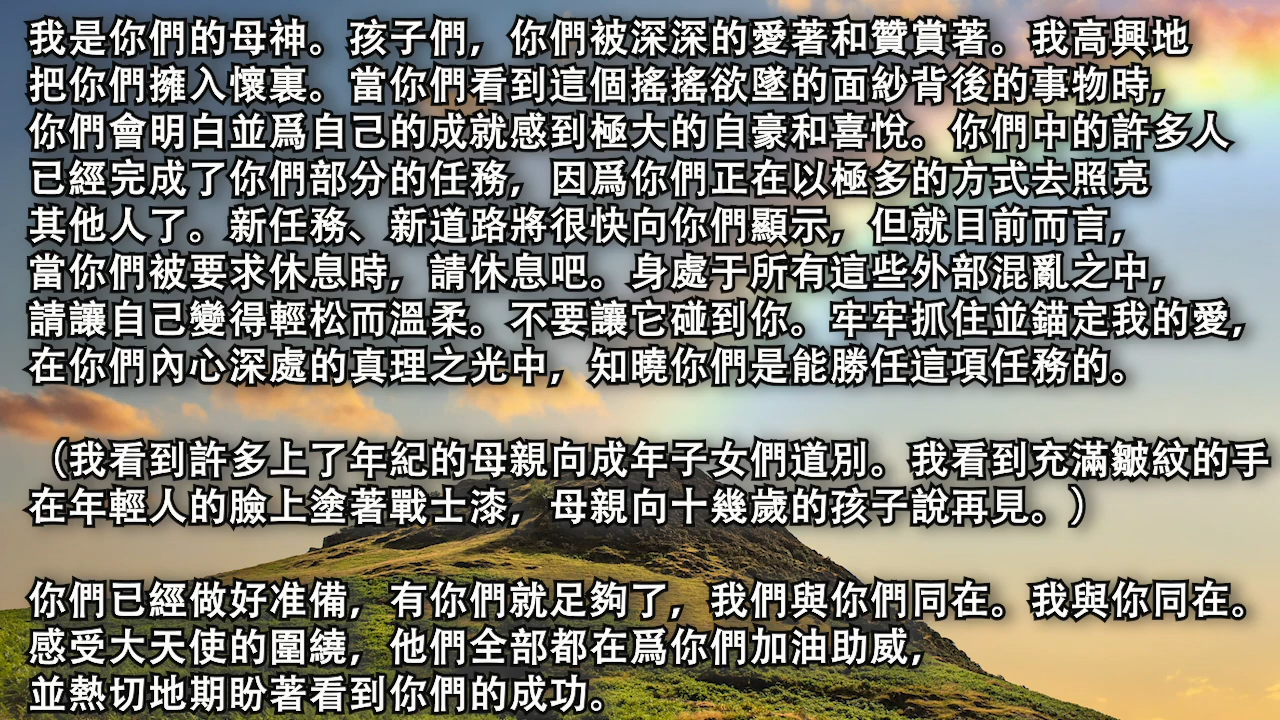 我是你們的母神。孩子們，你們被深深的愛著和贊賞著。我高興地
把你們擁入懷裏。當你們看到這個搖搖欲墜的面紗背後的事物時，
你們會明白並爲自己的成就感到極大的自豪和喜悅。你們中的許多人
已經完成了你們部分的任務，因爲你們正在以極多的方式去照亮
其他人了。新任務、新道路將很快向你們顯示，但就目前而言，
當你們被要求休息時，請休息吧。身處于所有這些外部混亂之中，
請讓自己變得輕松而溫柔。不要讓它碰到你。牢牢抓住並錨定我的愛，
在你們內心深處的真理之光中，知曉你們是能勝任這項任務的。
（我看到許多上了年紀的母親向成年子女們道別。我看到充滿皺紋的手
在年輕人的臉上塗著戰士漆，母親向十幾歲的孩子說再見。）
你們已經做好准備，有你們就足夠了，我們與你們同在。我與你同在。
感受大天使的圍繞，他們全部都在爲你們加油助威，
並熱切地期盼著看到你們的成功。